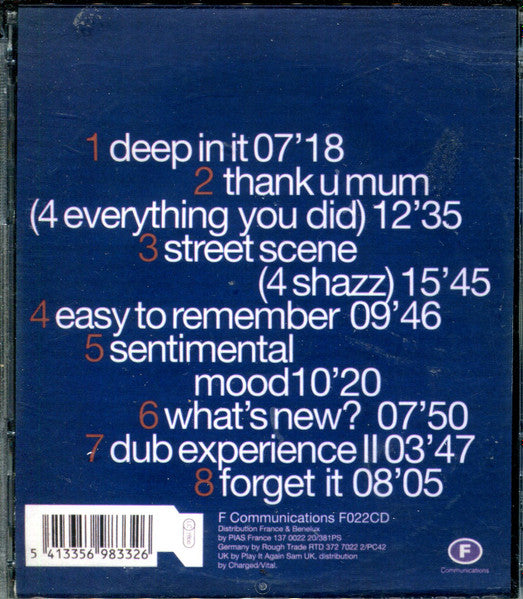 1 deep in it 07'18
2 thank u mum
(4 everything you did) 12'35
3 street scene
(4 shazz) 15'45
4 easy to remember 09'46
5 sentimental
mood 10'20
6 what's new? 07'50
7 dub experience II 03'47
8 forget it 08'05
F Communications F022CD
Distribution France & Benelux
by PIAS France 137 0022 20/381PS
Germany by Rough Trade RTD 372 7022 2/PC42
UK by Play It Again Sam UK, distribution
by Charged/Vital.
5 413356 983326
F
Communications